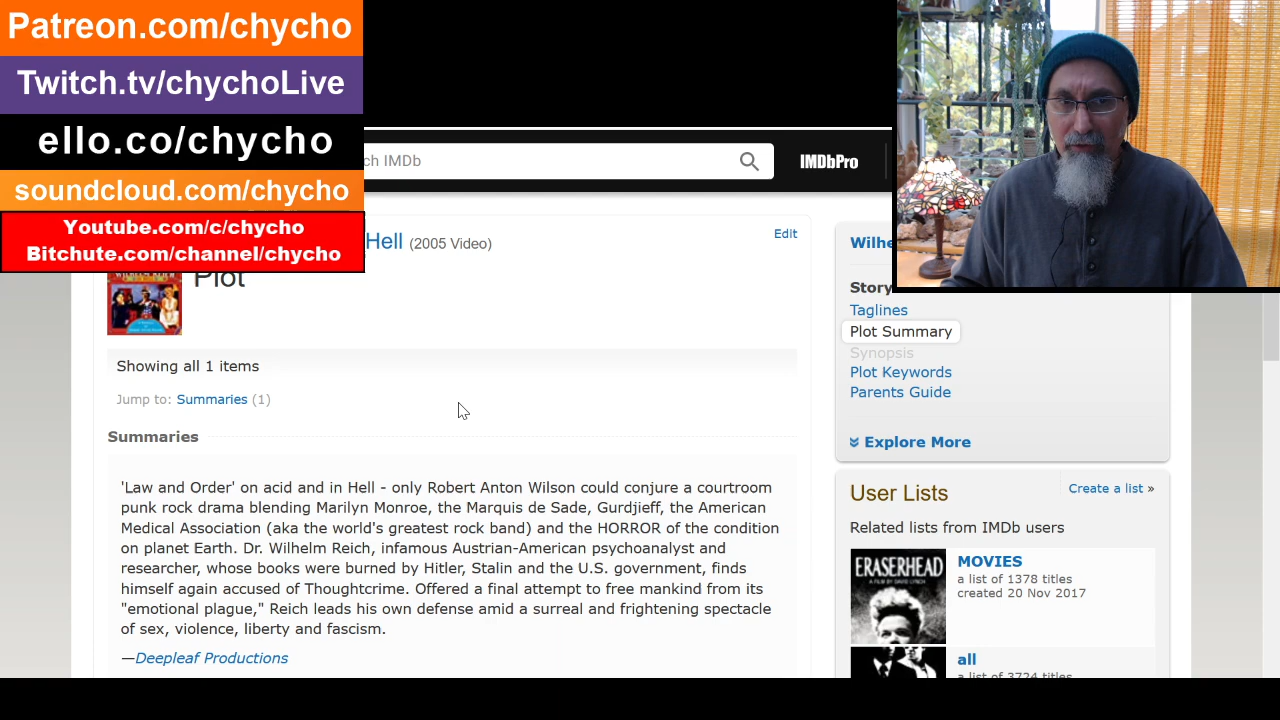 Patreon.com/chycho
Twitch.tv/chychoLive
ello.co/chycho
soundcloud.com/chycho
Youtube.com/c/chycho
Bitchute.com/channel/chycho
ch IMDb
IMDbPro
Hell (2005 Video)
Edit
Plot
Showing all 1 items
Jump to: Summaries (1)
Summaries
'Law and Order' on acid and in Hell - only Robert Anton Wilson could conjure a courtroom
punk rock drama blending Marilyn Monroe, the Marquis de Sade, Gurdjieff, the American
Medical Association (aka the world's greatest rock band) and the HORROR of the condition
on planet Earth. Dr. Wilhelm Reich, infamous Austrian-American psychoanalyst and
researcher, whose books were burned by Hitler, Stalin and the U.S. government, finds
himself again accused of Thoughtcrime. Offered a final attempt to free mankind from its
"emotional plague," Reich leads his own defense amid a surreal and frightening spectacle
of sex, violence, liberty and fascism.
—Deepleaf Productions
Wilhe
Story
Taglines
Plot Summary
Synopsis
Plot Keywords
Parents Guide
Explore More
User Lists
Create a list »
Related lists from IMDb users
ERASERHEAD
MOVIES
a list of 1378 titles
created 20 Nov 2017
all
a list of 3724 titles